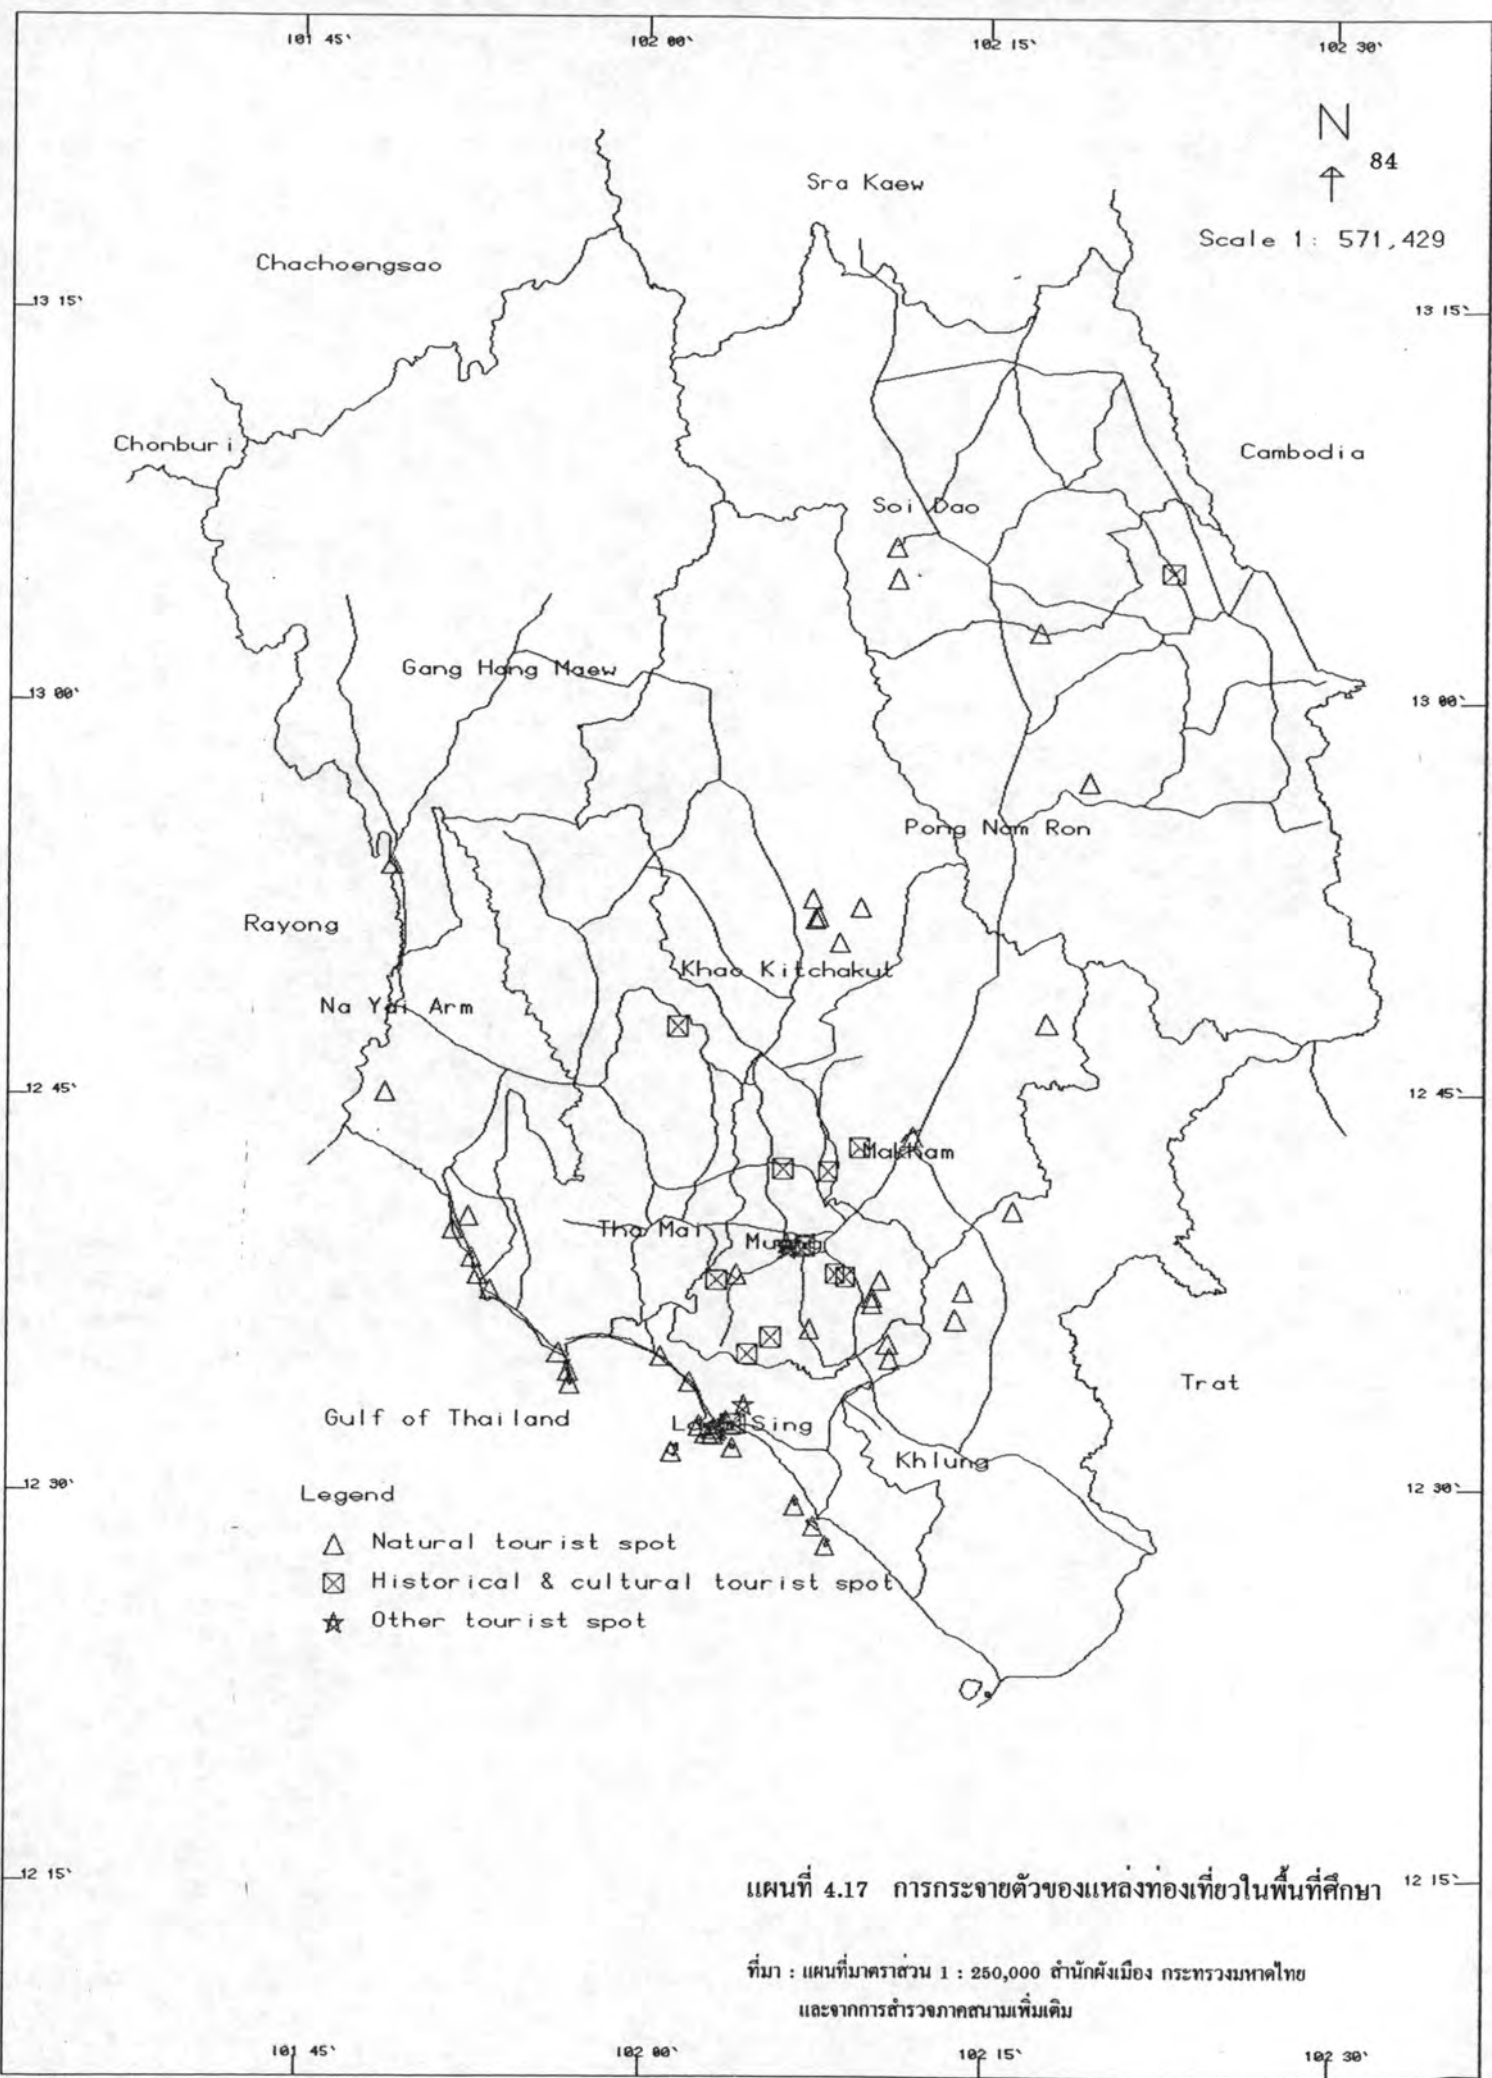 101 45' 102 00' 102 15' 102 30'
N
84
Sra Kaew
Scale 1: 571,429
Chachoengsao
13 15' 13 15'
Chonburi
Cambodia
Soi Dao
Gang Hang Maew
13 00' 13 00'
Pong Nam Ron
Rayong
Khao Kitchakut
Na Yai Arm
12 45' 12 45'
Makham
Tha Mai
Muang
Trat
Gulf of Thailand
Laem Sing
Khlung
12 30' 12 30'
Legend
Natural tourist spot
Historical & cultural tourist spot
Other tourist spot
12 15' 12 15'
แผนที่ 4.17 การกระจายตัวของแหล่งท่องเที่ยวในพื้นที่ศึกษา
ที่มา : แผนที่มาตราส่วน 1 : 250,000 สำนักผังเมือง กระทรวงมหาดไทย
และจากการสำรวจภาคสนามเพิ่มเติม
101 45' 102 00' 102 15' 102 30'